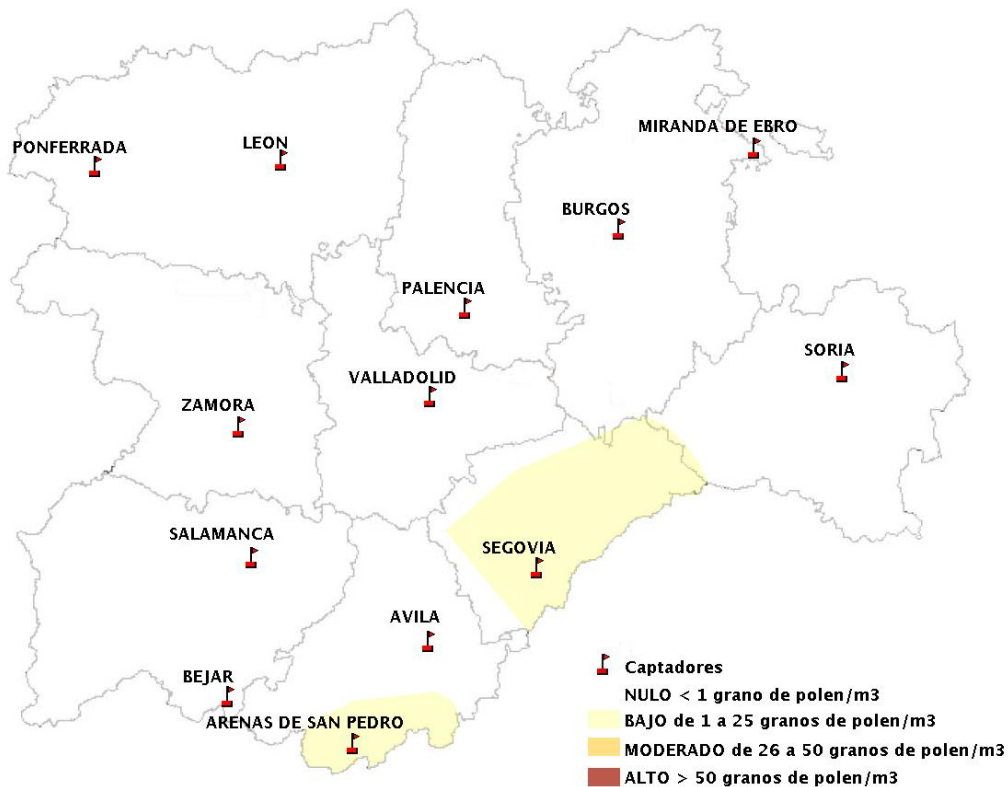 MIRANDA DE EBRO
PONFERRADA
LEON
BURGOS
PALENCIA
SORIA
VALLADOLID
ZAMORA
SALAMANCA
SEGOVIA
AVILA
BEJAR
ARENAS DE SAN PEDRO
Captadores
NULO < 1 grano de polen/m3
BAJO de 1 a 25 granos de polen/m3
MODERADO de 26 a 50 granos de polen/m3
ALTO > 50 granos de polen/m3